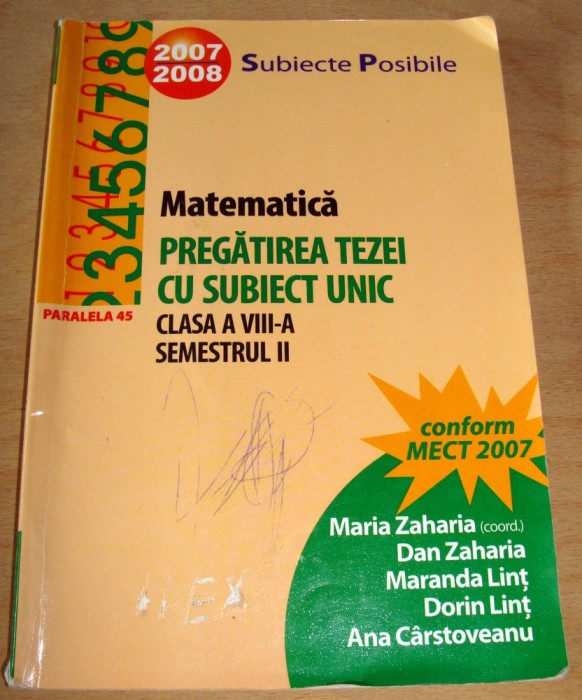 2007
2008
Subiecte Posibile
Matematică
PREGĂTIREA TEZEI
CU SUBIECT UNIC
CLASA A VIII-A
SEMESTRUL II
PARALELA 45
conform
MECT 2007
Maria Zaharia (coord.)
Dan Zaharia
Maranda Linț
Dorin Linț
Ana Cârstoveanu